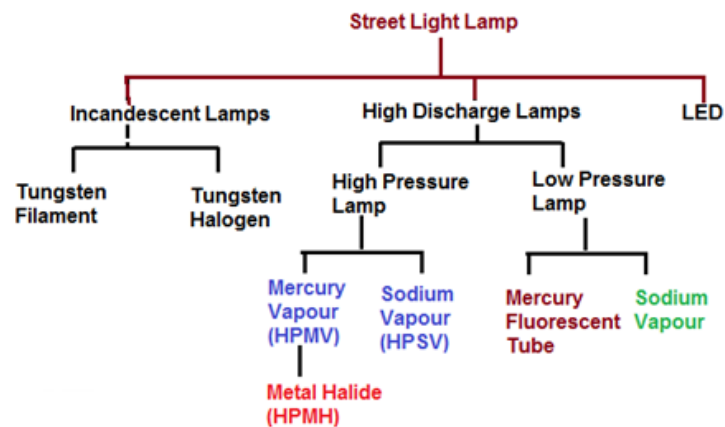 Street Light Lamp
Incandescent Lamps
High Discharge Lamps
LED
Tungsten
Filament
Tungsten
Halogen
High Pressure
Lamp
Low Pressure
Lamp
Mercury
Vapour
(HPMV)
Sodium
Vapour
(HPSV)
Mercury
Fluorescent
Tube
Sodium
Vapour
Metal Halide
(HPMH)